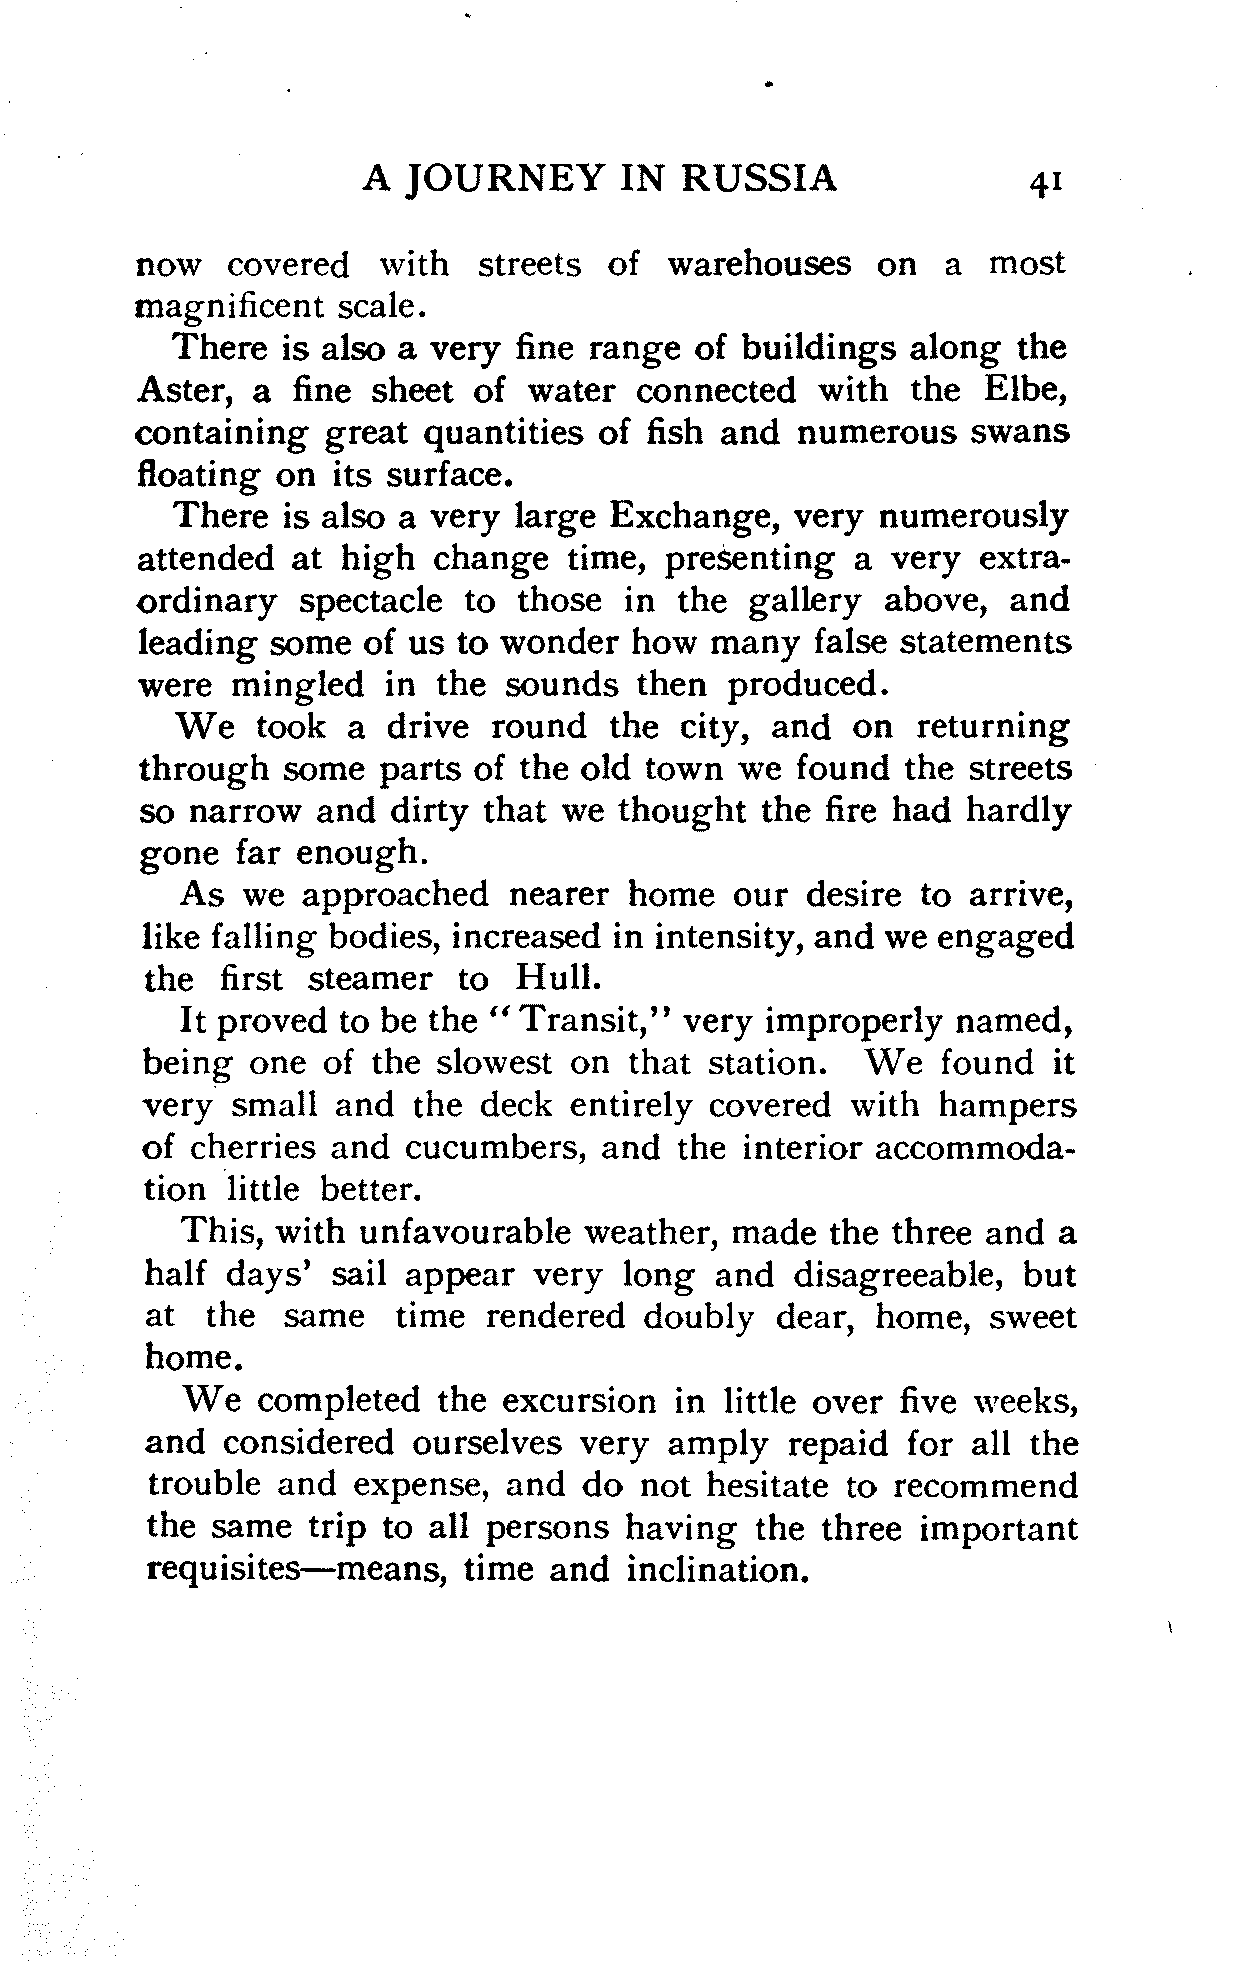 A JOURNEY IN RUSSIA 41
now covered with streets of warehouses on a most
magnificent scale.
There is also a very fine range of buildings along the
Aster, a fine sheet of water connected with the Elbe,
containing great quantities of fish and numerous swans
floating on its surface.
There is also a very large Exchange, very numerously
attended at high change time, presenting a very extra-
ordinary spectacle to those in the gallery above, and
leading some of us to wonder how many false statements
were mingled in the sounds then produced.
We took a drive round the city, and on returning
through some parts of the old town we found the streets
so narrow and dirty that we thought the fire had hardly
gone far enough.
As we approached nearer home our desire to arrive,
like falling bodies, increased in intensity, and we engaged
the first steamer to Hull.
It proved to be the “Transit,” very improperly named,
being one of the slowest on that station. We found it
very small and the deck entirely covered with hampers
of cherries and cucumbers, and the interior accommoda-
tion little better.
This, with unfavourable weather, made the three and a
half days’ sail appear very long and disagreeable, but
at the same time rendered doubly dear, home, sweet
home.
We completed the excursion in little over five weeks,
and considered ourselves very amply repaid for all the
trouble and expense, and do not hesitate to recommend
the same trip to all persons having the three important
requisites—means, time and inclination.